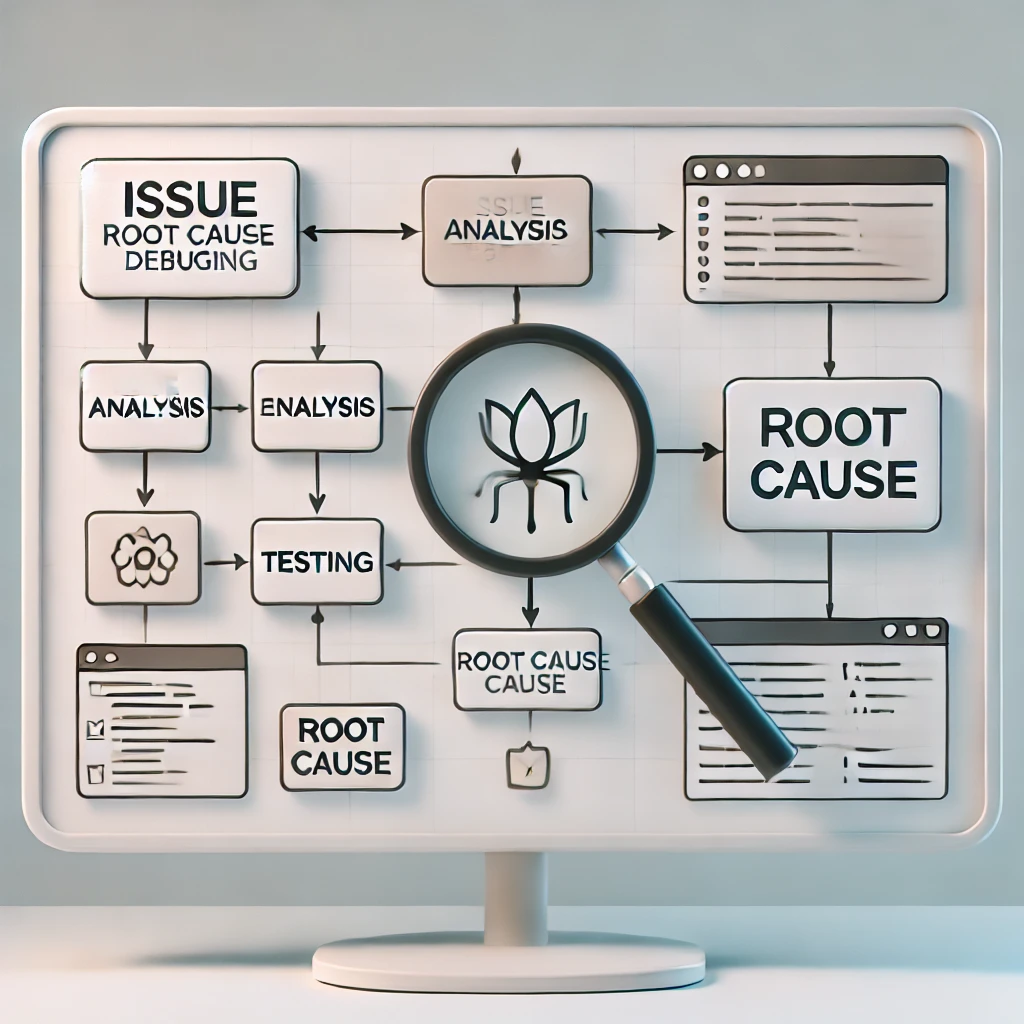 ISSUE
ROOT CAUSE
DEBUGING
ISSUE
ANALYSIS
ANALYSIS
ENALYSIS
ROOT
CAUSE
TESTING
ROOT CAUSE
CAUSE
ROOT
CAUSE